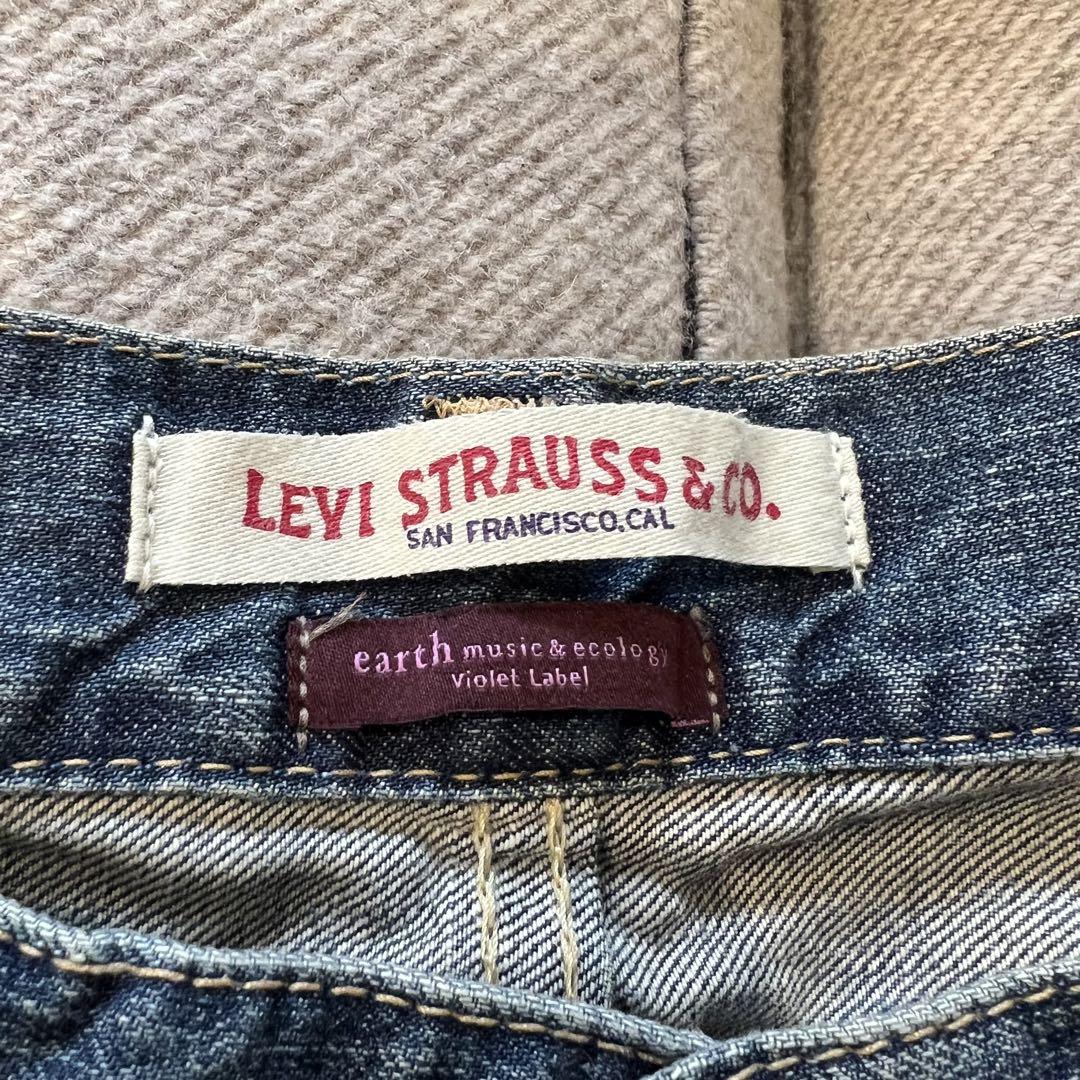 LEVI STRAUSS & CO.
SAN FRANCISCO.CAL
earth music & ecology
Violet Label